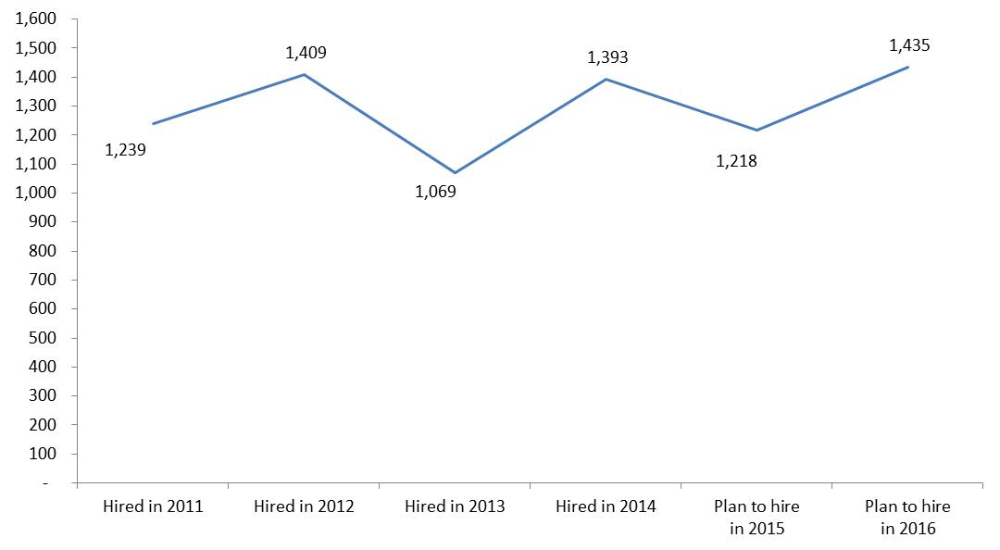 1,600
1,500
1,400
1,300
1,200
1,100
1,000
900
800
700
600
500
400
300
200
100
-
1,239
1,409
1,069
1,393
1,218
1,435
Hired in 2011
Hired in 2012
Hired in 2013
Hired in 2014
Plan to hire
in 2015
Plan to hire
in 2016